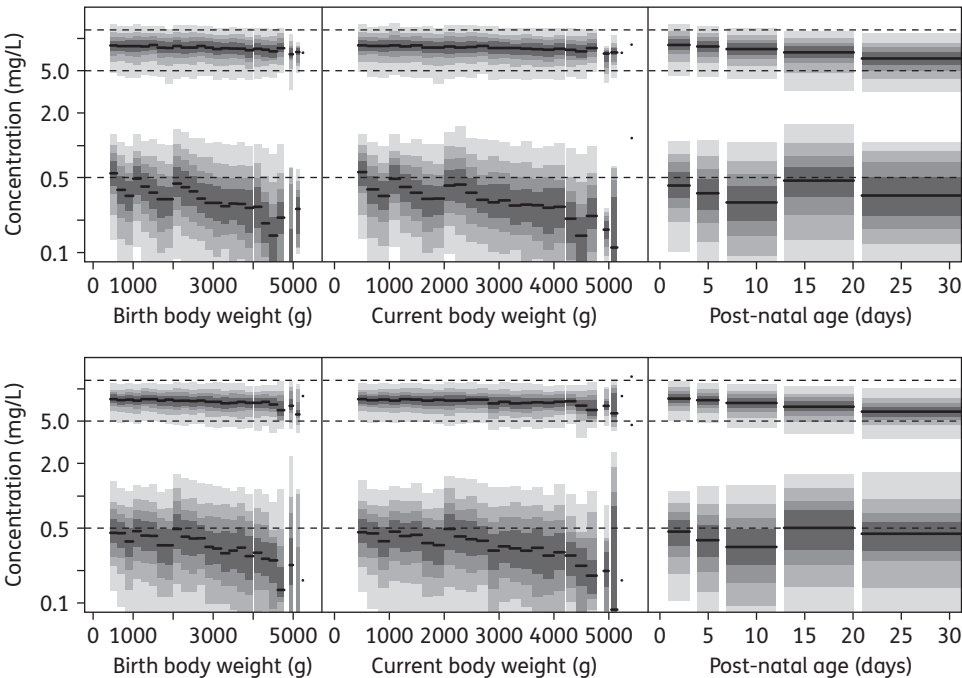 Concentration (mg/L)
5.0
2.0
0.5
0.1
0 1000 3000 5000 0 1000 2000 3000 4000 5000 0 5 10 15 20 25 30
Birth body weight (g) Current body weight (g) Post-natal age (days)
Concentration (mg/L)
5.0
2.0
0.5
0.1
0 1000 3000 5000 0 1000 2000 3000 4000 5000 0 5 10 15 20 25 30
Birth body weight (g) Current body weight (g) Post-natal age (days)